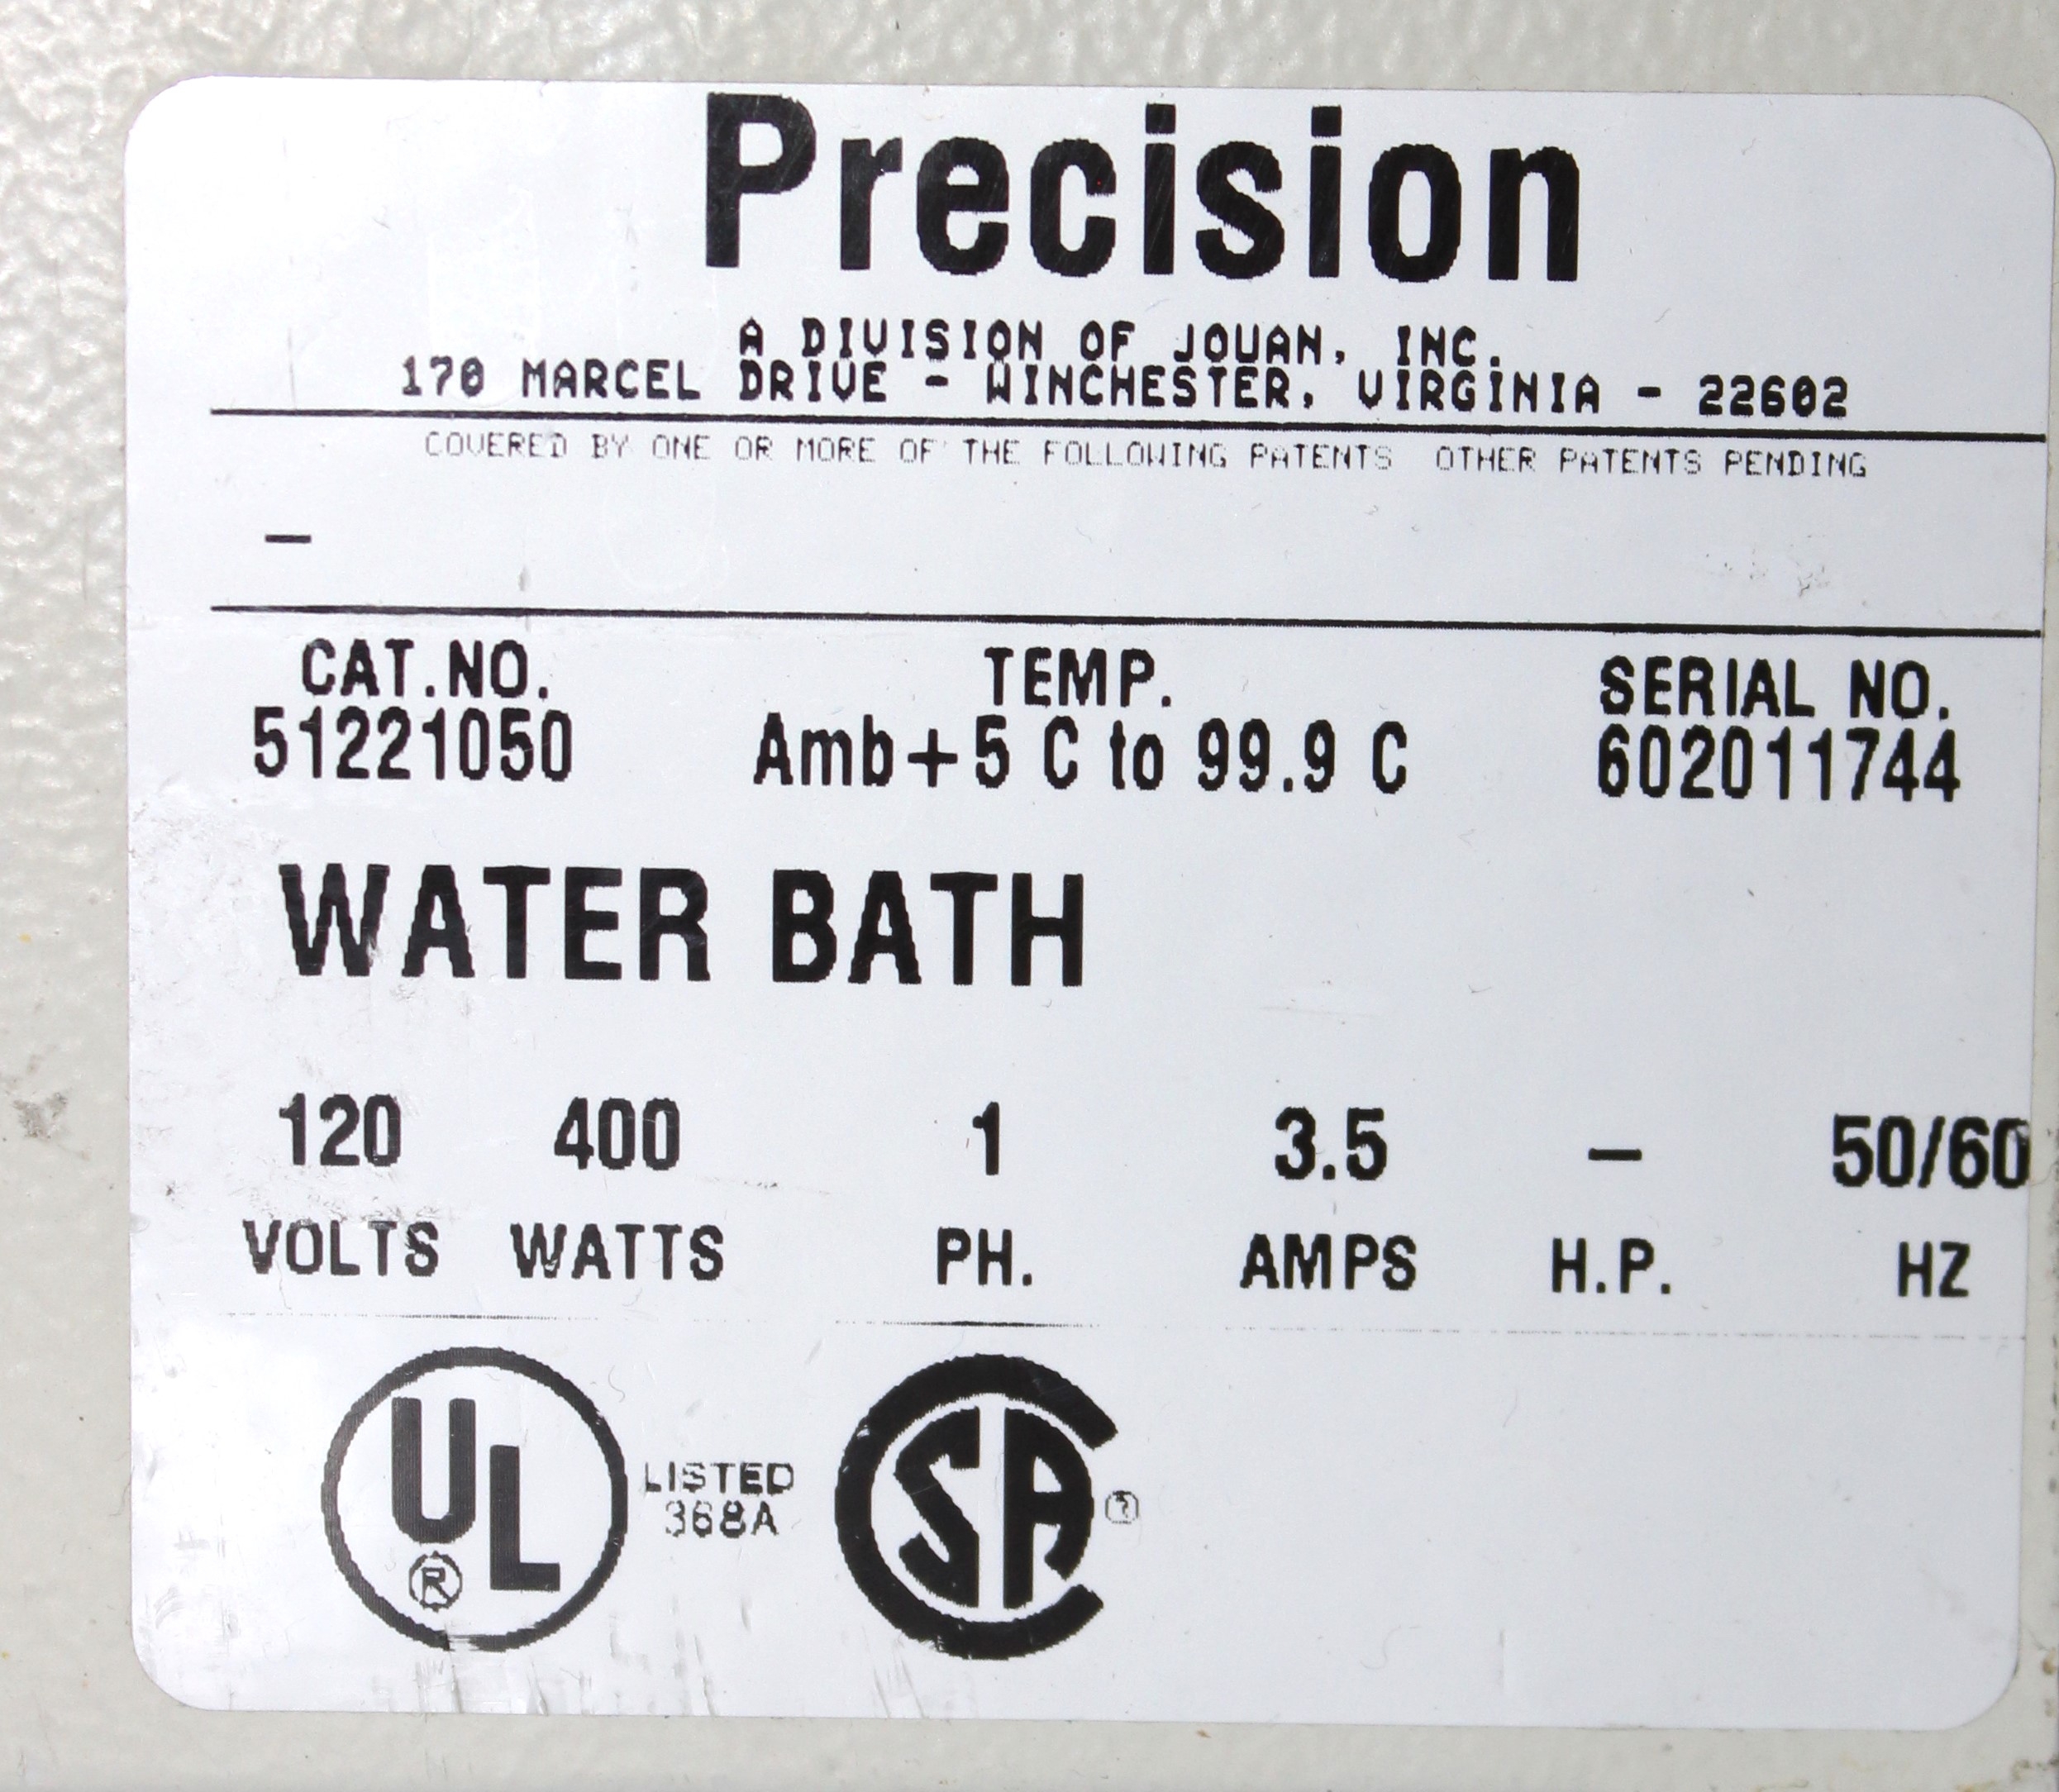 Precision
A DIVISION OF JOUAN, INC.
170 MARCEL DRIVE - WINCHESTER, VIRGINIA - 22602
COVERED BY ONE OR MORE OF THE FOLLOWING PATENTS OTHER PATENTS PENDING
–
CAT.NO. TEMP. SERIAL NO.
51221050 Amb+5 C to 99.9 C 602011744
WATER BATH
120 400 1 3.5 – 50/60
VOLTS WATTS PH. AMPS H.P. HZ
UL ® LISTED SA ®
368A